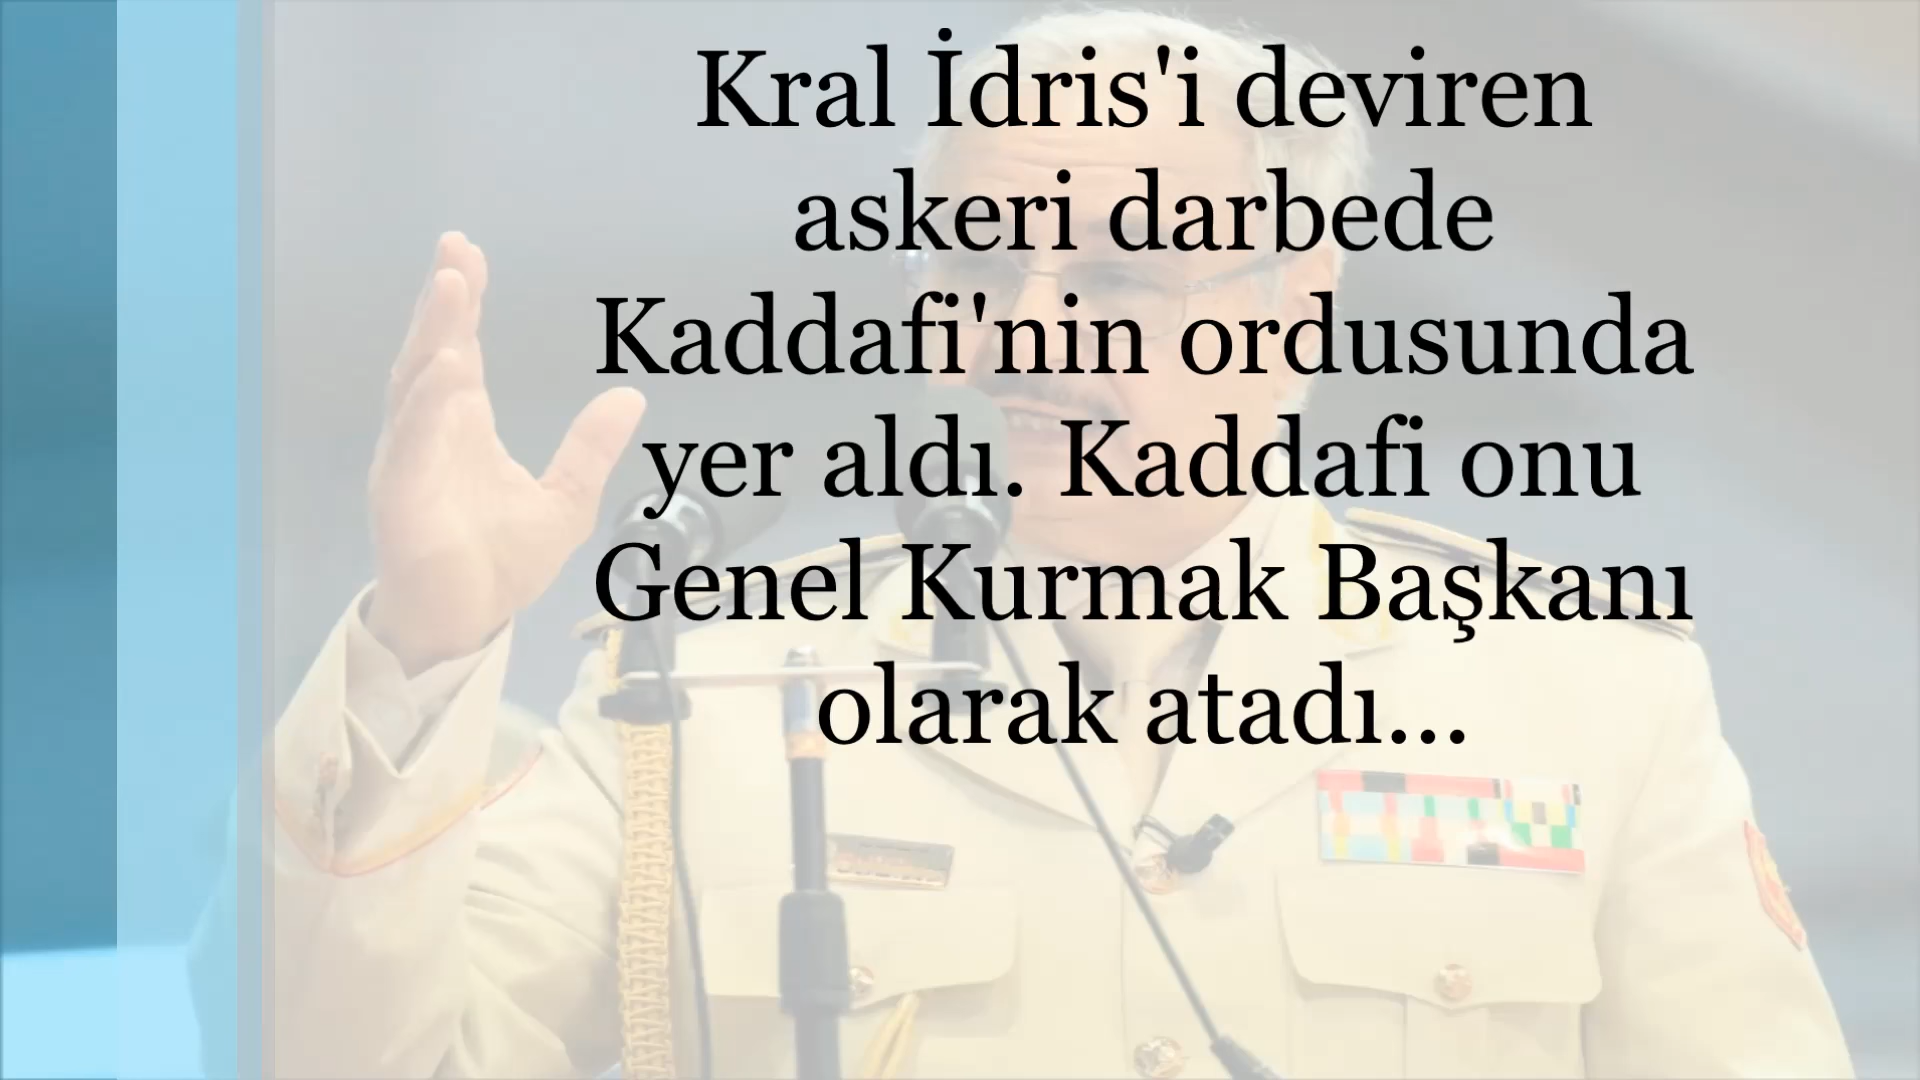 Kral İdris'i deviren
askeri darbede
Kaddafi'nin ordusunda
yer aldı. Kaddafi onu
Genel Kurmak Başkanı
olarak atadı...